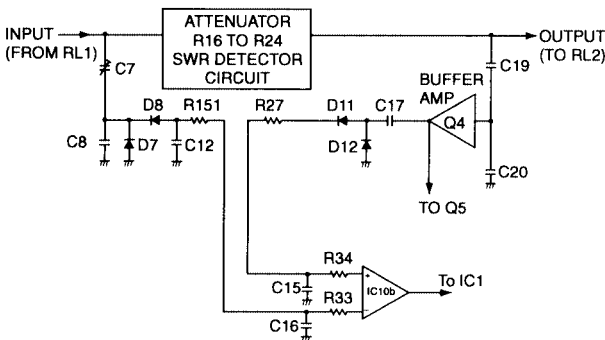 INPUT
(FROM RL1)
ATTENUATOR
R16 TO R24
SWR DETECTOR
CIRCUIT
OUTPUT
(TO RL2)
C7
C19
BUFFER
AMP
D8
R151
R27
D11
C17
Q4
C8
D7
C12
D12
C20
TO Q5
R34
To IC1
C15
+
IC10b
R33
−
C16